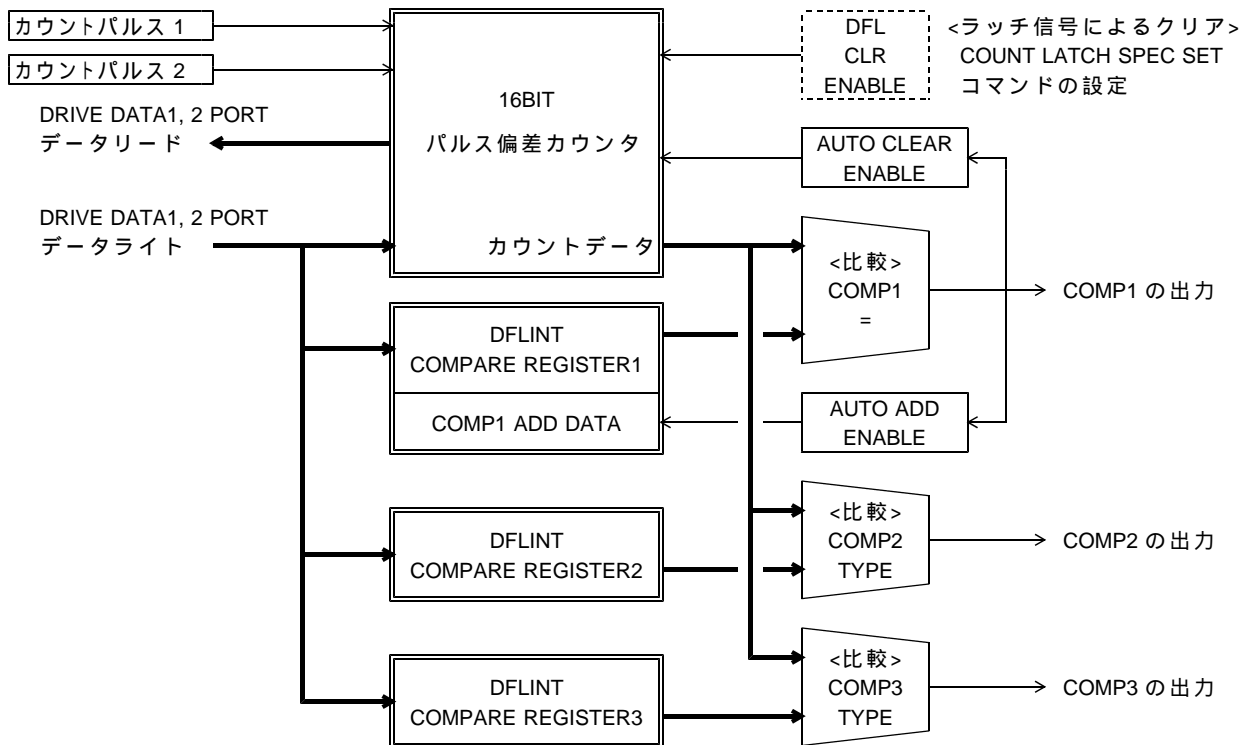 カウントパルス 1
カウントパルス 2
DRIVE DATA1, 2 PORT
データリード
DRIVE DATA1, 2 PORT
データライト
16BIT
パルス偏差カウンタ
カウントデータ
DFL
CLR
ENABLE
<ラッチ信号によるクリア>
COUNT LATCH SPEC SET
コマンドの設定
AUTO CLEAR
ENABLE
<比較>
COMP1
=
COMP1 の出力
DFLINT
COMPARE REGISTER1
COMP1 ADD DATA
AUTO ADD
ENABLE
DFLINT
COMPARE REGISTER2
<比較>
COMP2
TYPE
COMP2 の出力
DFLINT
COMPARE REGISTER3
<比較>
COMP3
TYPE
COMP3 の出力